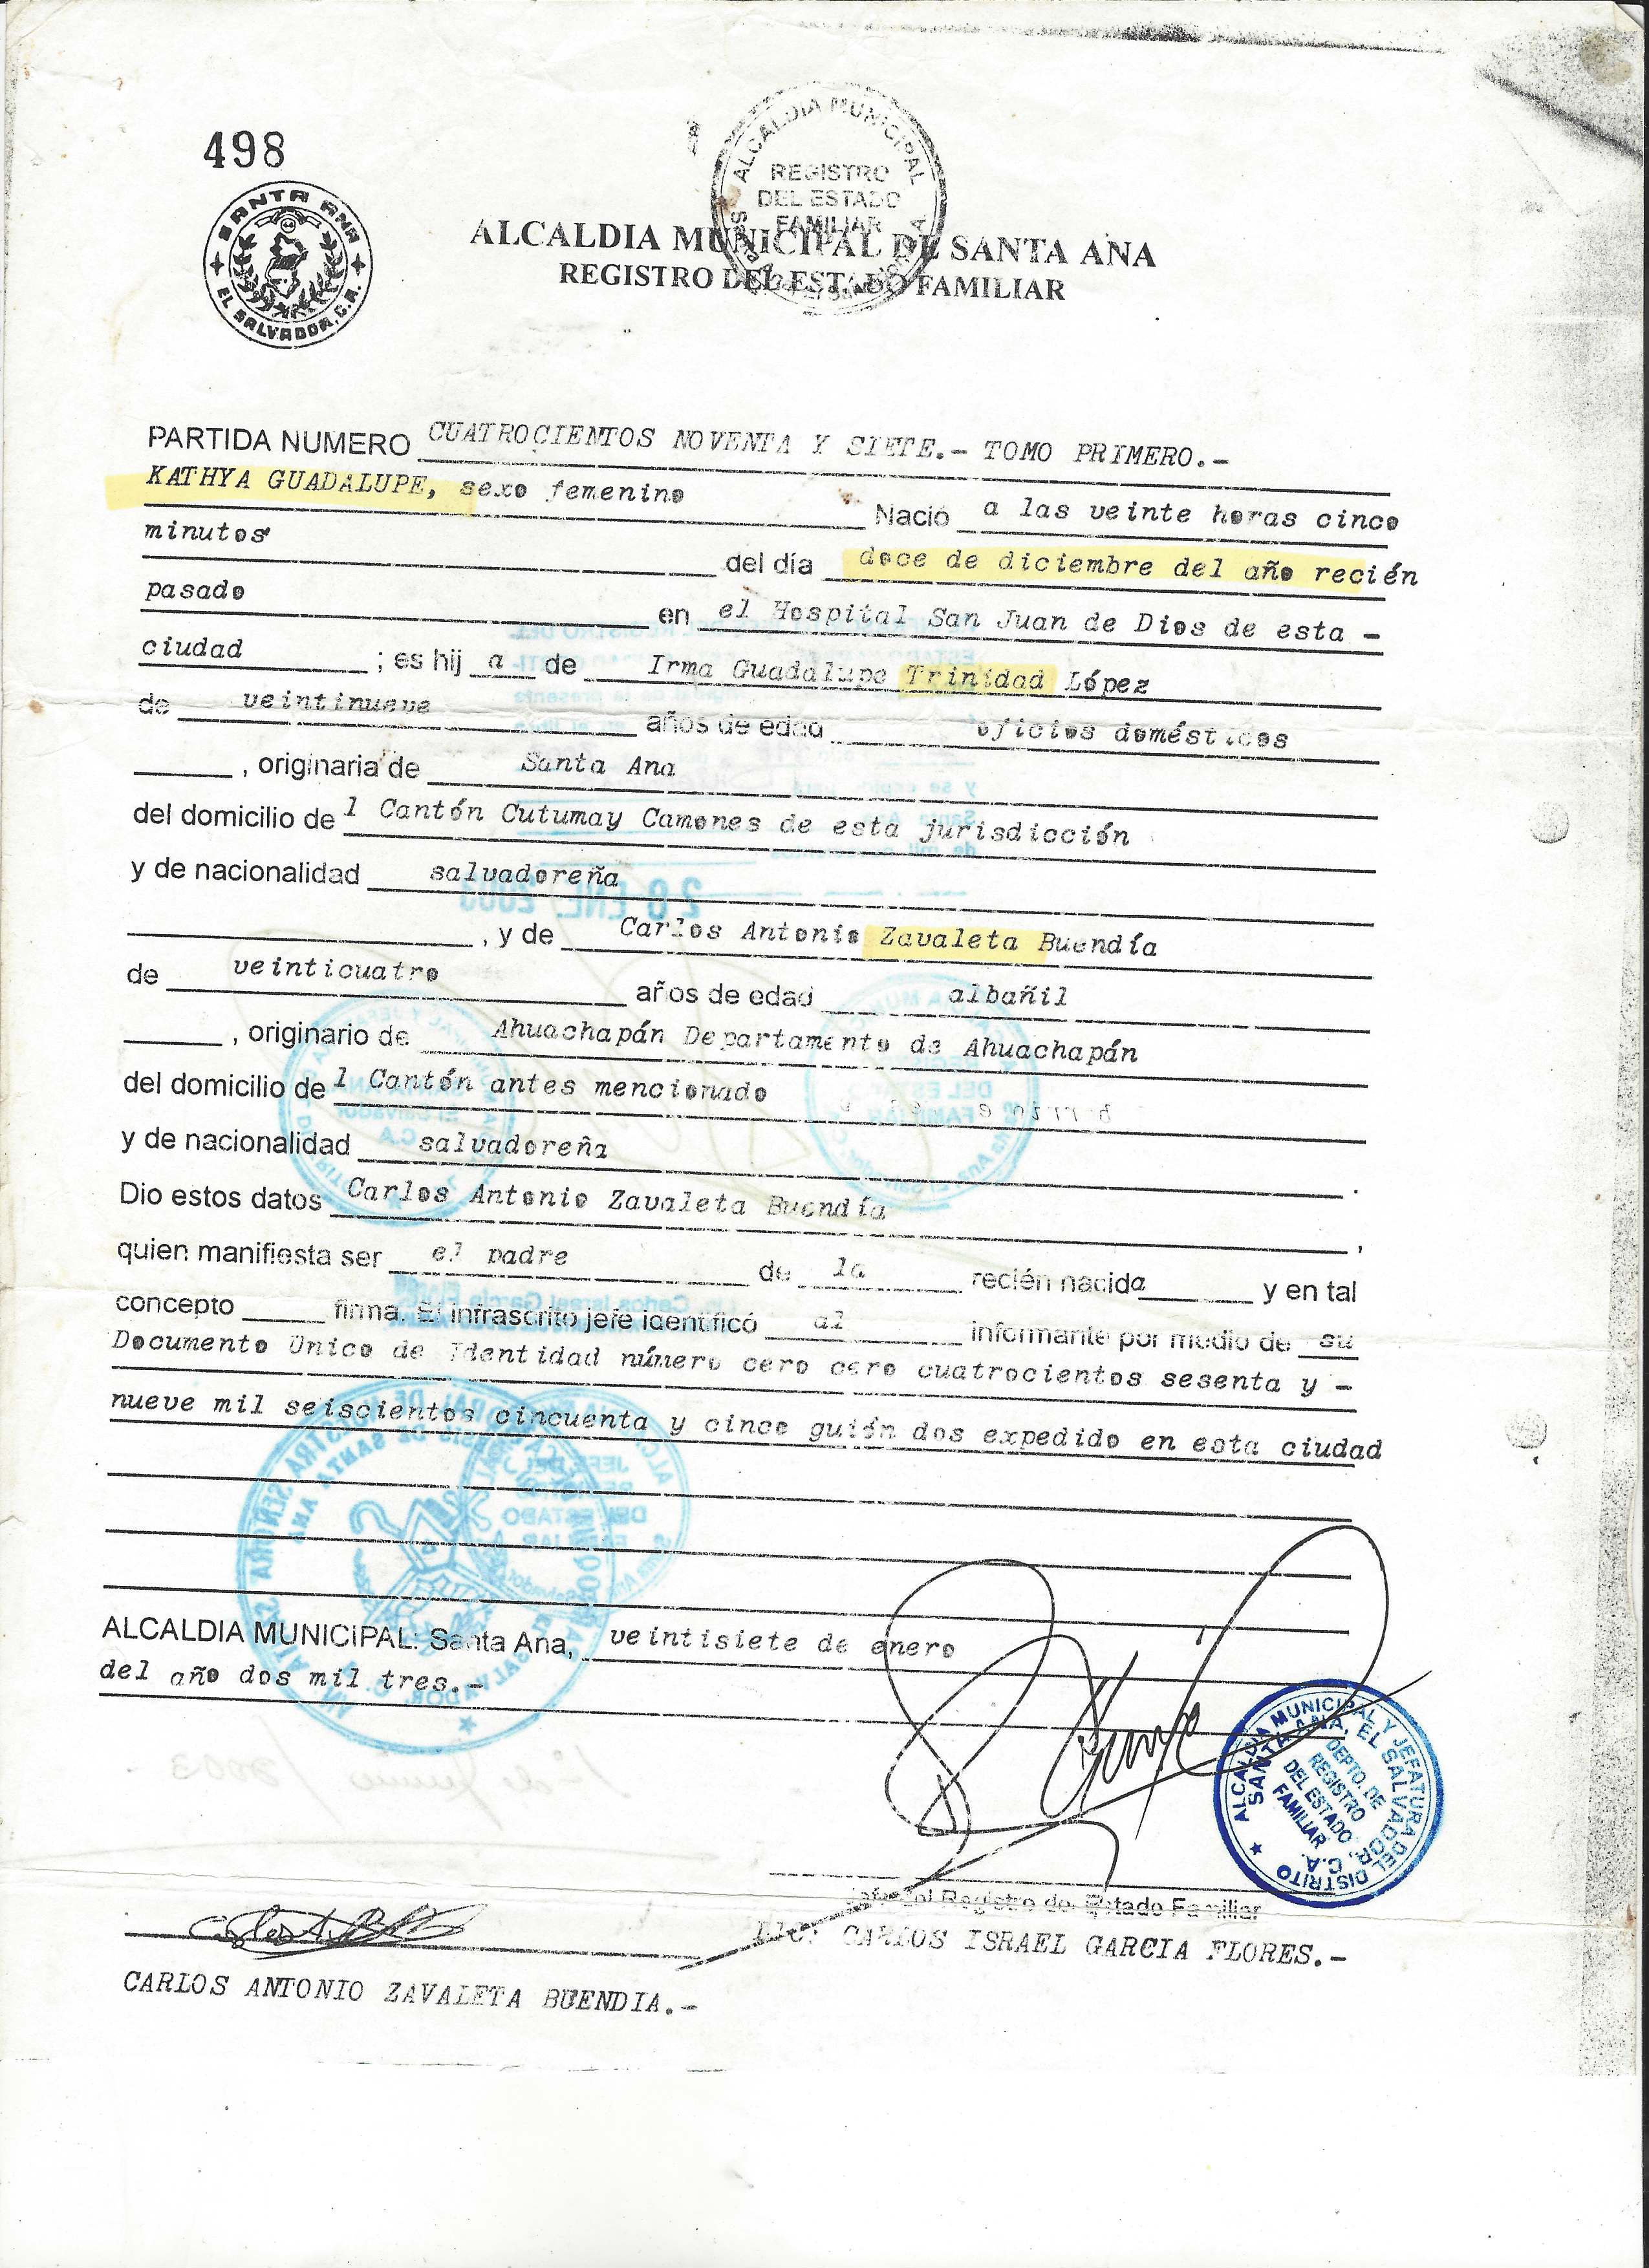 498
SANTA ANA
EL SALVADOR, C.A.
ALCALDIA MUNICIPAL
REGISTRO
DEL ESTADO
FAMILIAR
ALCALDIA MUNICIPAL DE SANTA ANA
REGISTRO DEL ESTADO FAMILIAR
PARTIDA NUMERO CUATROCIENTOS NOVENTA Y SIETE.- TOMO PRIMERO.-
KATHYA GUADALUPE, sexo femenino Nació a las veinte horas cinco
minutos del día doce de diciembre del año recién
pasado en el Hospital San Juan de Dios de esta -
ciudad ; es hij a de Irma Guadalupe Trinidad López
de veintinueve años de edad oficios domésticos
, originaria de Santa Ana
del domicilio de l Cantón Cutumay Camones de esta jurisdicción
y de nacionalidad salvadoreña
, y de Carlos Antonio Zavaleta Buendía
de veinticuatro años de edad albañil
, originario de Ahuachapán Departamento de Ahuachapán
del domicilio de l Cantón antes mencionado
y de nacionalidad salvadoreña .
Dio estos datos Carlos Antonio Zavaleta Buendía ,
quien manifiesta ser el padre de la recién nacida y en tal
concepto firma. El infrascrito jefe identificó al informante por medio de su
Documento Unico de Identidad número cero cero cuatrocientos sesenta y -
nueve mil seiscientos cincuenta y cinco guión dos expedido en esta ciudad
ALCALDIA MUNICIPAL: Santa Ana, veintisiete de enero
del año dos mil tres.-
ALCALDIA MUNICIPAL Y JEFATURA DEL DISTRITO
SANTA ANA, EL SALVADOR, C.A.
DEPTO. DE
REGISTRO
DEL ESTADO
FAMILIAR
Jefe del Registro del Estado Familiar
Lic. CARLOS ISRAEL GARCIA FLORES.-
CARLOS ANTONIO ZAVALETA BUENDIA.-